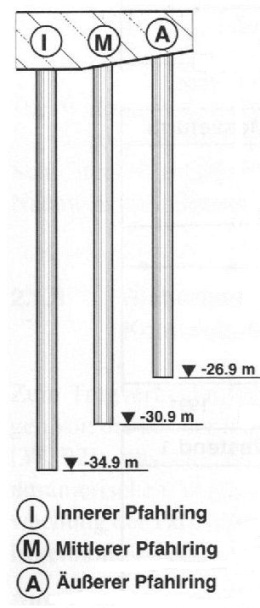 I M A
▼ -26.9 m
▼ -30.9 m
▼ -34.9 m
I Innerer Pfahlring
M Mittlerer Pfahlring
A Äußerer Pfahlring